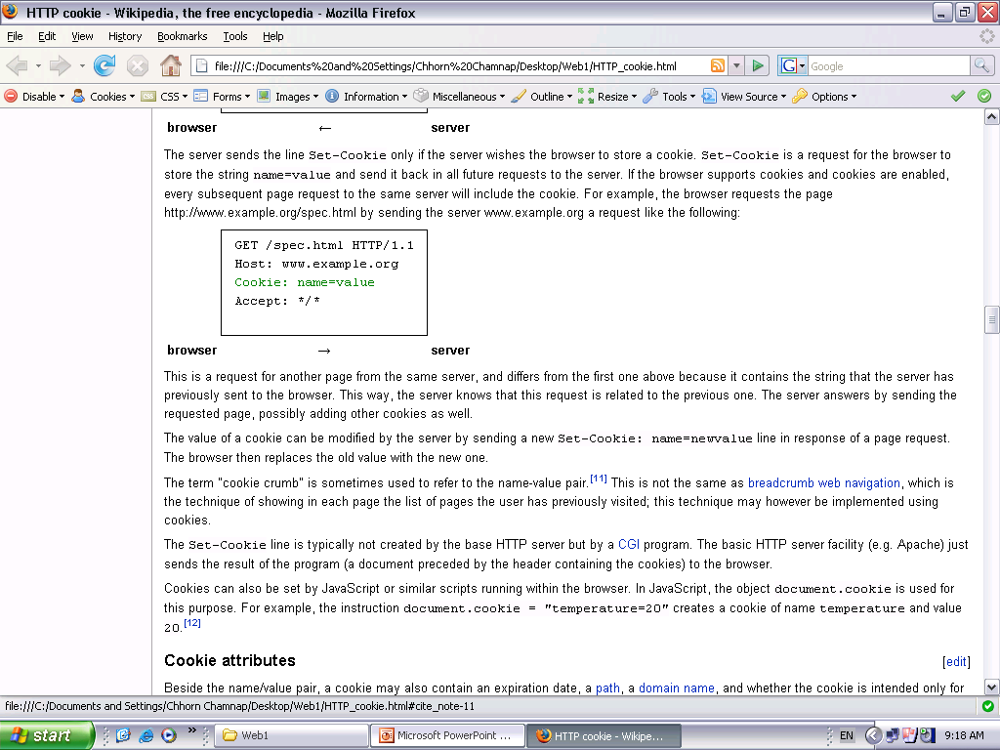 HTTP cookie - Wikipedia, the free encyclopedia - Mozilla Firefox
File Edit View History Bookmarks Tools Help
file:///C:/Documents%20and%20Settings/Chhorn%20Chamnap/Desktop/Web1/HTTP_cookie.html
G Google
Disable Cookies CSS Forms Images Information Miscellaneous Outline Resize Tools View Source Options
browser ← server
The server sends the line Set-Cookie only if the server wishes the browser to store a cookie. Set-Cookie is a request for the browser to
store the string name=value and send it back in all future requests to the server. If the browser supports cookies and cookies are enabled,
every subsequent page request to the same server will include the cookie. For example, the browser requests the page
http://www.example.org/spec.html by sending the server www.example.org a request like the following:
GET /spec.html HTTP/1.1
Host: www.example.org
Cookie: name=value
Accept: */*
browser → server
This is a request for another page from the same server, and differs from the first one above because it contains the string that the server has
previously sent to the browser. This way, the server knows that this request is related to the previous one. The server answers by sending the
requested page, possibly adding other cookies as well.
The value of a cookie can be modified by the server by sending a new Set-Cookie: name=newvalue line in response of a page request.
The browser then replaces the old value with the new one.
The term "cookie crumb" is sometimes used to refer to the name-value pair.[11] This is not the same as breadcrumb web navigation, which is
the technique of showing in each page the list of pages the user has previously visited; this technique may however be implemented using
cookies.
The Set-Cookie line is typically not created by the base HTTP server but by a CGI program. The basic HTTP server facility (e.g. Apache) just
sends the result of the program (a document preceded by the header containing the cookies) to the browser.
Cookies can also be set by JavaScript or similar scripts running within the browser. In JavaScript, the object document.cookie is used for
this purpose. For example, the instruction document.cookie = "temperature=20" creates a cookie of name temperature and value
20.[12]
Cookie attributes [edit]
Beside the name/value pair, a cookie may also contain an expiration date, a path, a domain name, and whether the cookie is intended only for
file:///C:/Documents and Settings/Chhorn Chamnap/Desktop/Web1/HTTP_cookie.html#cite_note-11
start » Web1 Microsoft PowerPoint ... HTTP cookie - Wikipe... EN 9:18 AM